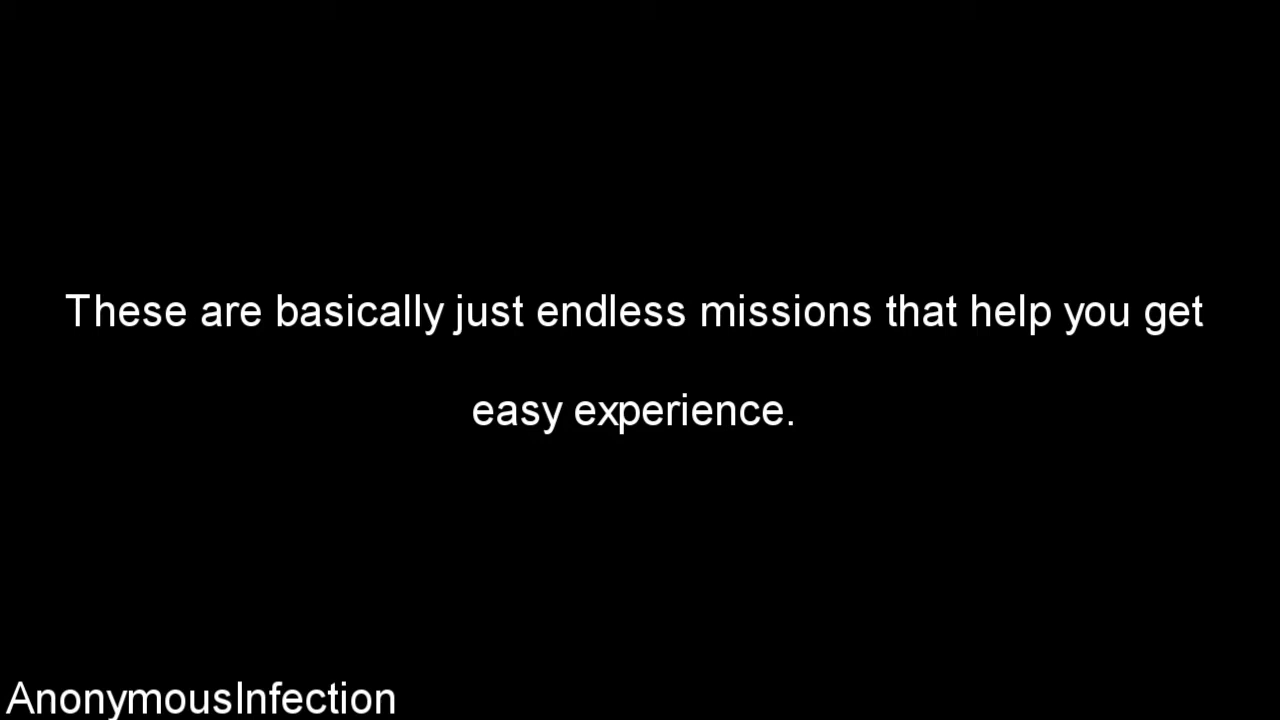 These are basically just endless missions that help you get
easy experience.
AnonymousInfection